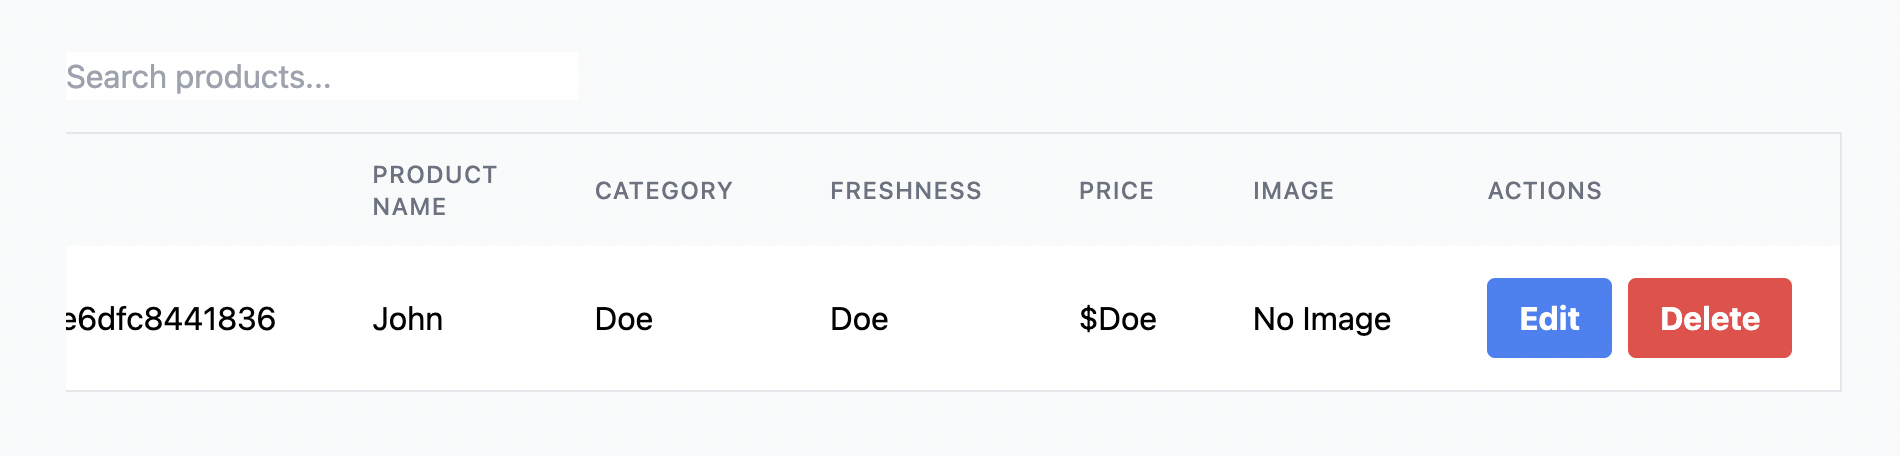 Search products...
PRODUCT NAME CATEGORY FRESHNESS PRICE IMAGE ACTIONS
e6dfc8441836 John Doe Doe $Doe No Image Edit Delete